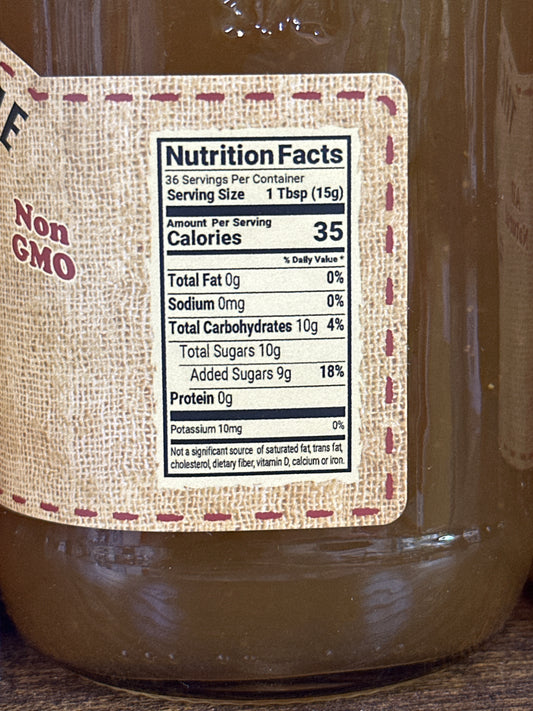 Non
GMO
Nutrition Facts
36 Servings Per Container
Serving Size 1 Tbsp (15g)
Amount Per Serving
Calories 35
% Daily Value *
Total Fat 0g 0%
Sodium 0mg 0%
Total Carbohydrates 10g 4%
Total Sugars 10g
Added Sugars 9g 18%
Protein 0g
Potassium 10mg 0%
Not a significant source of saturated fat, trans fat,
cholesterol, dietary fiber, vitamin D, calcium or iron.